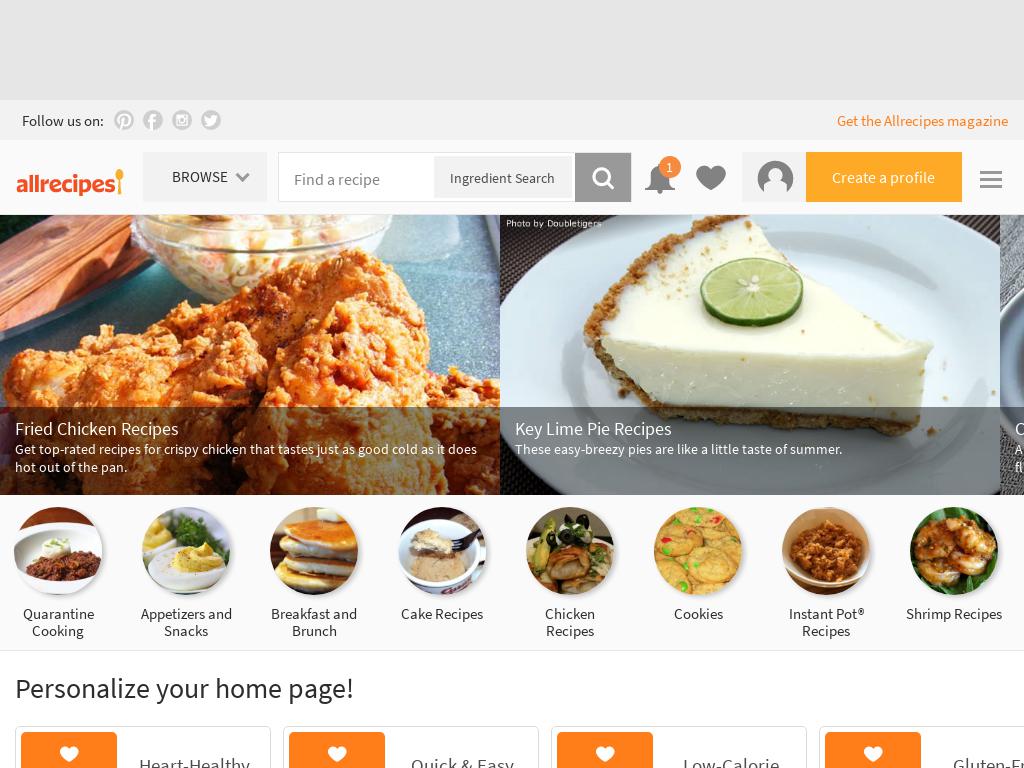 Follow us on:
Get the Allrecipes magazine
allrecipes
BROWSE
Find a recipe
Ingredient Search
1
Create a profile
Photo by Doubletigers
Fried Chicken Recipes
Get top-rated recipes for crispy chicken that tastes just as good cold as it does
hot out of the pan.
Key Lime Pie Recipes
These easy-breezy pies are like a little taste of summer.
Quarantine
Cooking
Appetizers and
Snacks
Breakfast and
Brunch
Cake Recipes
Chicken
Recipes
Cookies
Instant Pot®
Recipes
Shrimp Recipes
Personalize your home page!
Heart-Healthy
Quick & Easy
Low-Calorie